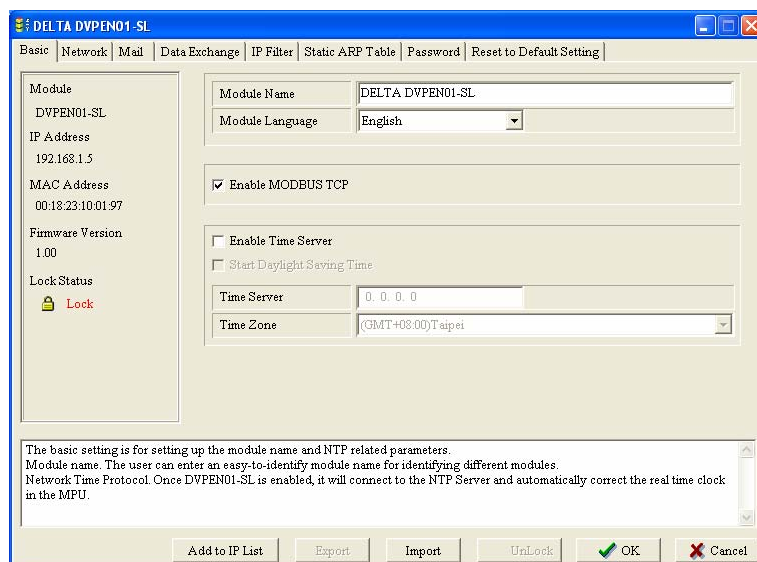 DELTA DVPEN01-SL
Basic Network Mail Data Exchange IP Filter Static ARP Table Password Reset to Default Setting
Module
DVPEN01-SL
IP Address
192.168.1.5
MAC Address
00:18:23:10:01:97
Firmware Version
1.00
Lock Status
Lock
Module Name DELTA DVPEN01-SL
Module Language English
Enable MODBUS TCP
Enable Time Server
Start Daylight Saving Time
Time Server 0. 0. 0. 0
Time Zone (GMT+08:00)Taipei
The basic setting is for setting up the module name and NTP related parameters.
Module name. The user can enter an easy-to-identify module name for identifying different modules.
Network Time Protocol. Once DVPEN01-SL is enabled, it will connect to the NTP Server and automatically correct the real time clock
in the MPU.
Add to IP List Export Import UnLock OK Cancel